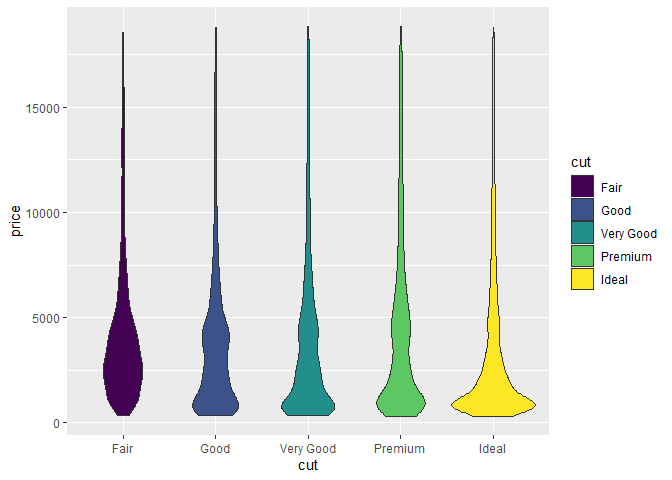 price
15000
10000
5000
0
Fair Good Very Good Premium Ideal
cut
cut
Fair
Good
Very Good
Premium
Ideal